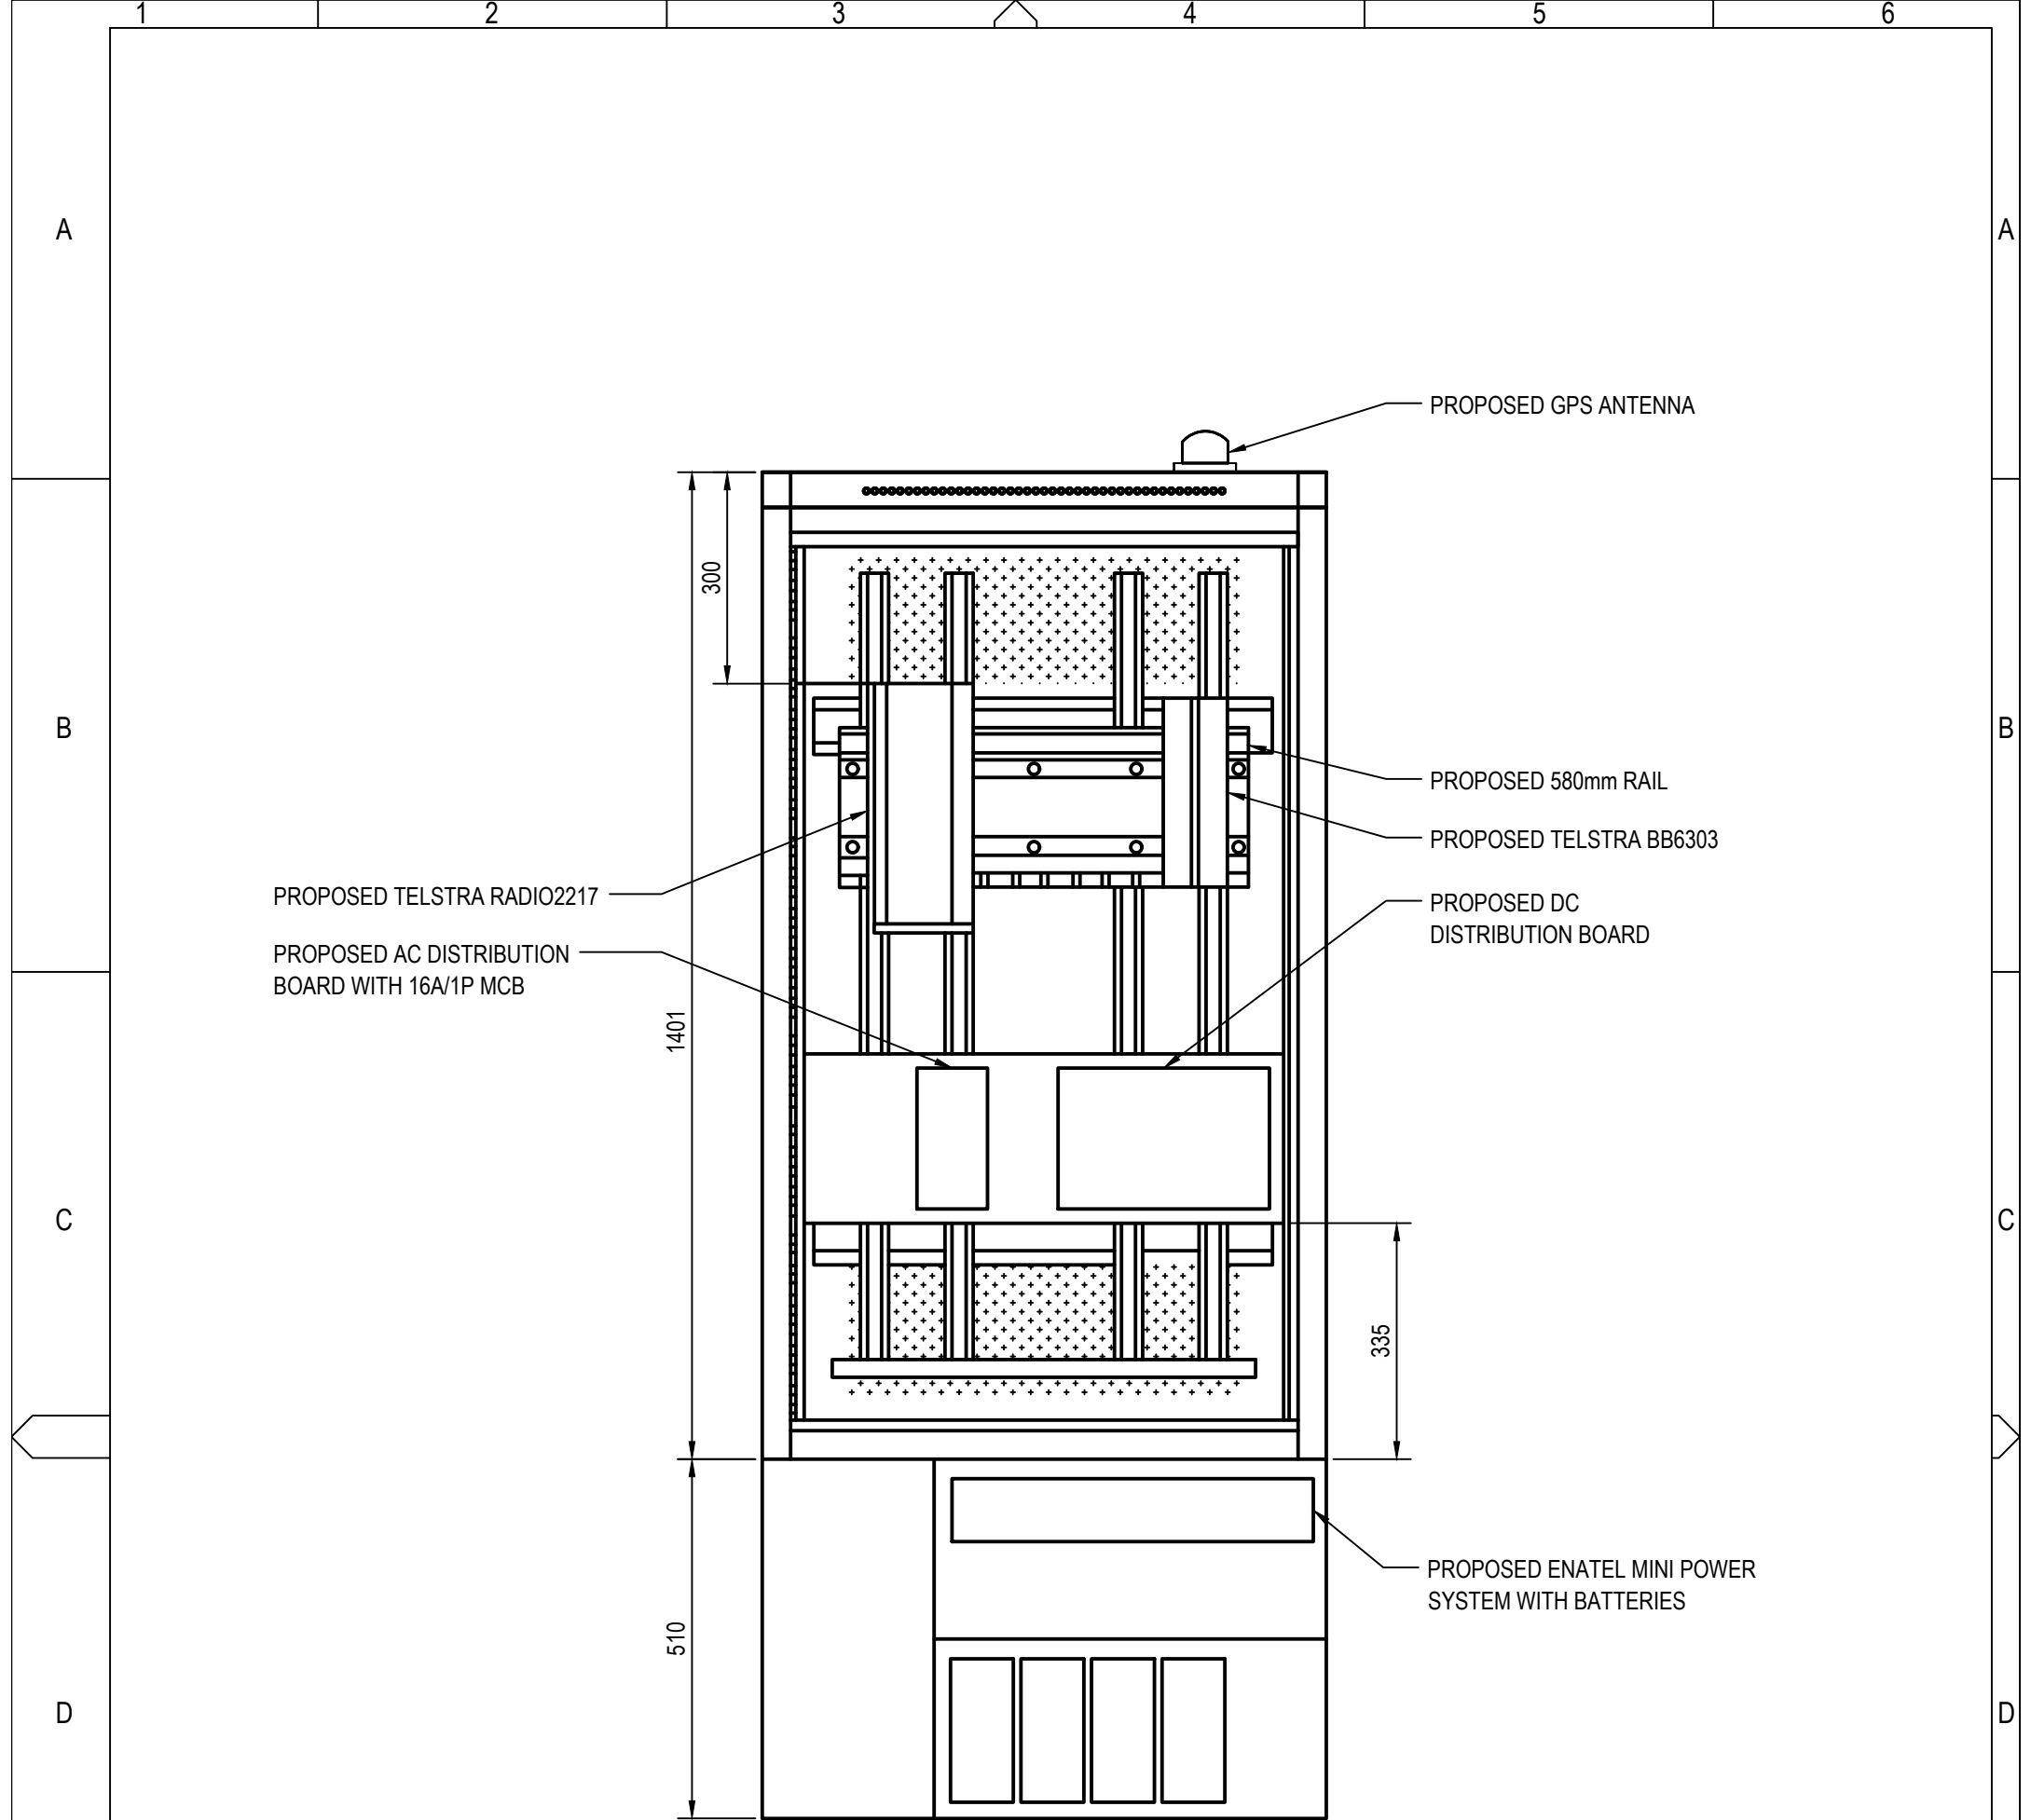 1 2 3 4 5 6
A A
PROPOSED GPS ANTENNA
300
B B
PROPOSED 580mm RAIL
PROPOSED TELSTRA BB6303
PROPOSED TELSTRA RADIO2217
PROPOSED DC
DISTRIBUTION BOARD
PROPOSED AC DISTRIBUTION
BOARD WITH 16A/1P MCB
1401
C C
335
PROPOSED ENATEL MINI POWER
SYSTEM WITH BATTERIES
510
D D